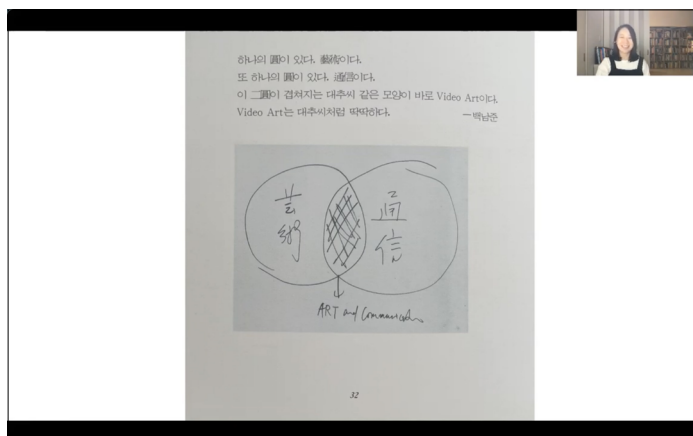 하나의 圓이 있다. 藝術이다.
또 하나의 圓이 있다. 通信이다.
이 二圓이 겹쳐지는 대추씨 같은 모양이 바로 Video Art이다.
Video Art는 대추씨처럼 딱딱하다. ―백남준
芸術
通信
ART and Communication
32